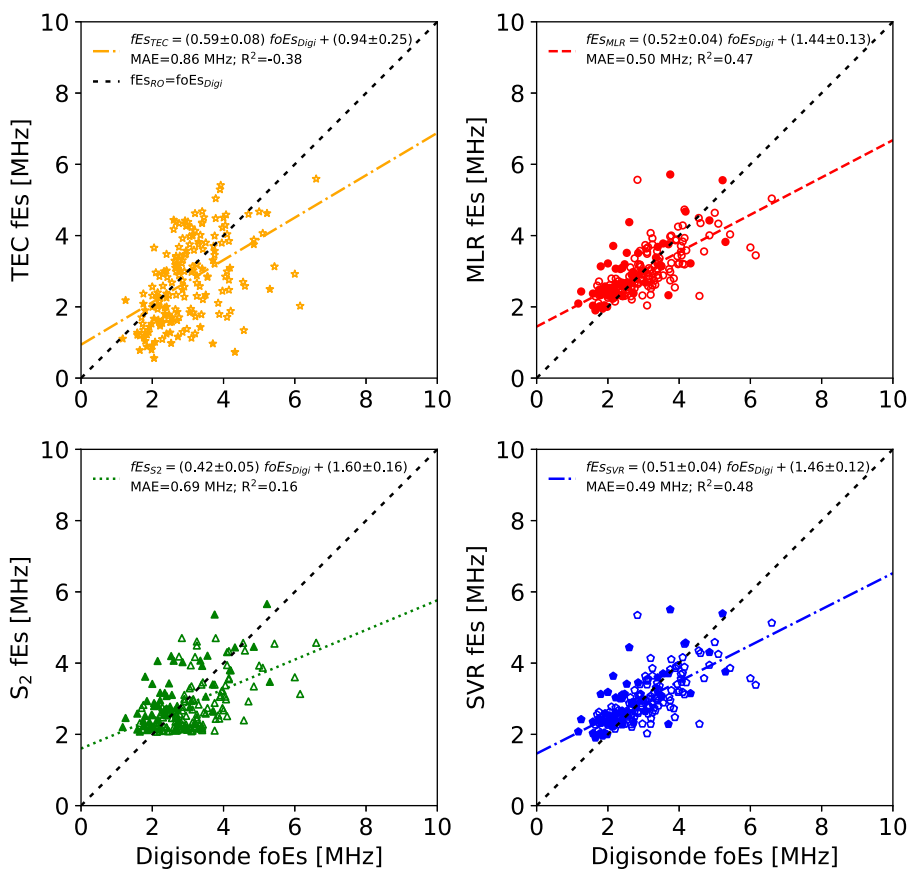 fEs_TEC = (0.59±0.08) foEs_Digi + (0.94±0.25)
MAE=0.86 MHz; R²=-0.38
fEs_RO=foEs_Digi
TEC fEs [MHz]
10
8
6
4
2
0
0 2 4 6 8 10
fEs_MLR = (0.52±0.04) foEs_Digi + (1.44±0.13)
MAE=0.50 MHz; R²=0.47
MLR fEs [MHz]
10
8
6
4
2
0
0 2 4 6 8 10
fEs_S2 = (0.42±0.05) foEs_Digi + (1.60±0.16)
MAE=0.69 MHz; R²=0.16
S₂ fEs [MHz]
10
8
6
4
2
0
0 2 4 6 8 10
Digisonde foEs [MHz]
fEs_SVR = (0.51±0.04) foEs_Digi + (1.46±0.12)
MAE=0.49 MHz; R²=0.48
SVR fEs [MHz]
10
8
6
4
2
0
0 2 4 6 8 10
Digisonde foEs [MHz]